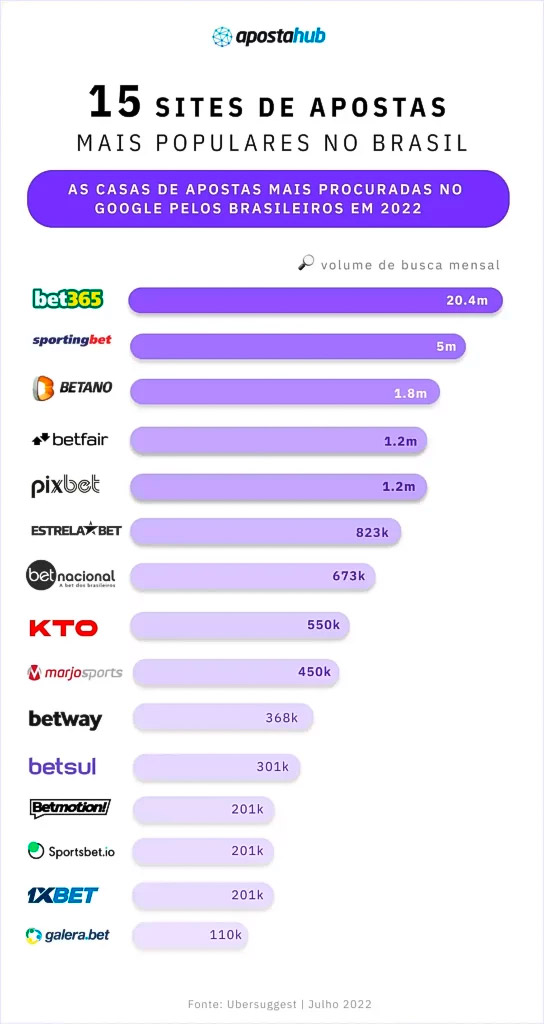 apostahub
15 SITES DE APOSTAS
MAIS POPULARES NO BRASIL
AS CASAS DE APOSTAS MAIS PROCURADAS NO
GOOGLE PELOS BRASILEIROS EM 2022
volume de busca mensal
bet365 20.4m
sportingbet 5m
BETANO 1.8m
betfair 1.2m
pixbet 1.2m
ESTRELABET 823k
betnacional 673k
A bet dos brasileiros
KTO 550k
marjosports 450k
betway 368k
betsul 301k
Betmotion! 201k
Sportsbet.io 201k
1XBET 201k
galera.bet 110k
Fonte: Ubersuggest | Julho 2022